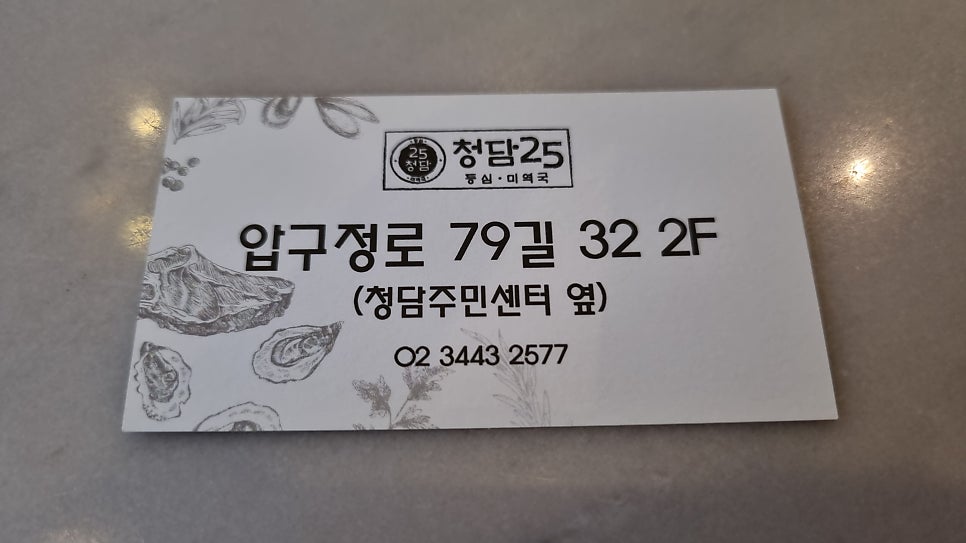 25
청담
청담25
등심·미역국
압구정로 79길 32 2F
(청담주민센터 옆)
02 3443 2577